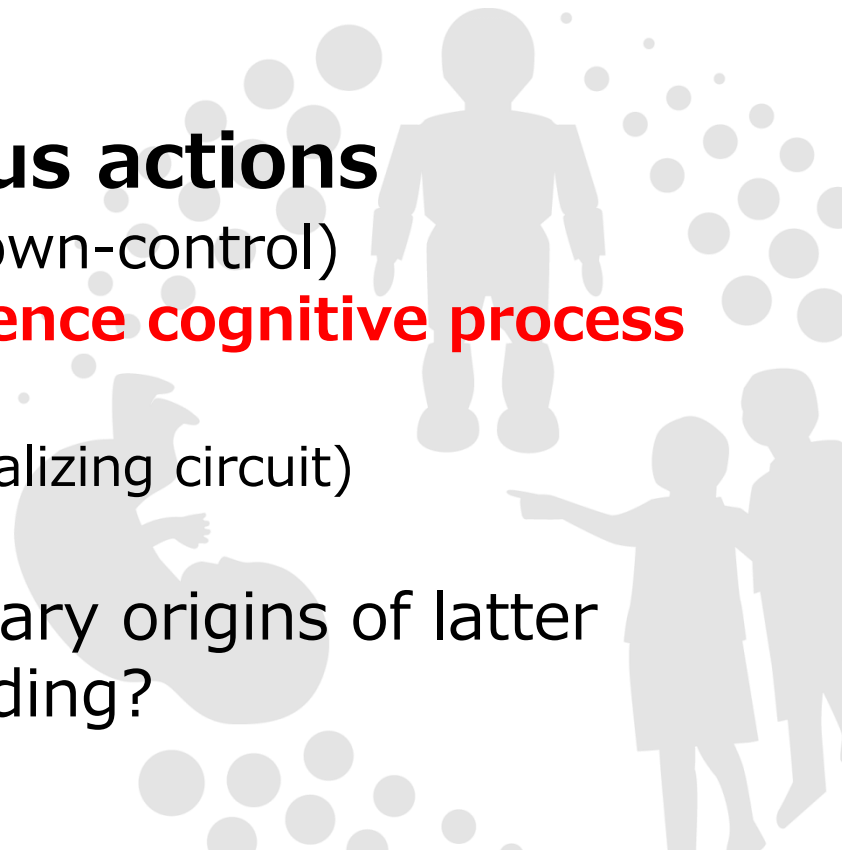 us actions
own-control)
ence cognitive process
alizing circuit)
ary origins of latter
ding?